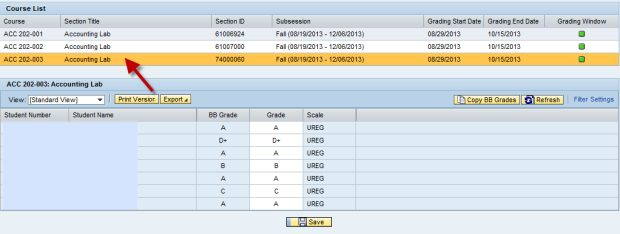 Course List
Course Section Title Section ID Subsession Grading Start Date Grading End Date Grading Window
ACC 202-001 Accounting Lab 61006924 Fall (08/19/2013 - 12/06/2013) 08/29/2013 10/15/2013
ACC 202-002 Accounting Lab 61007000 Fall (08/19/2013 - 12/06/2013) 08/29/2013 10/15/2013
ACC 202-003 Accounting Lab 74000060 Fall (08/19/2013 - 12/06/2013) 08/29/2013 10/15/2013
ACC 202-003: Accounting Lab
View: [Standard View] Print Version Export Copy BB Grades Refresh Filter Settings
Student Number Student Name BB Grade Grade Scale
A A UREG
D+ D+ UREG
A A UREG
B B UREG
A A UREG
C C UREG
A A UREG
Save